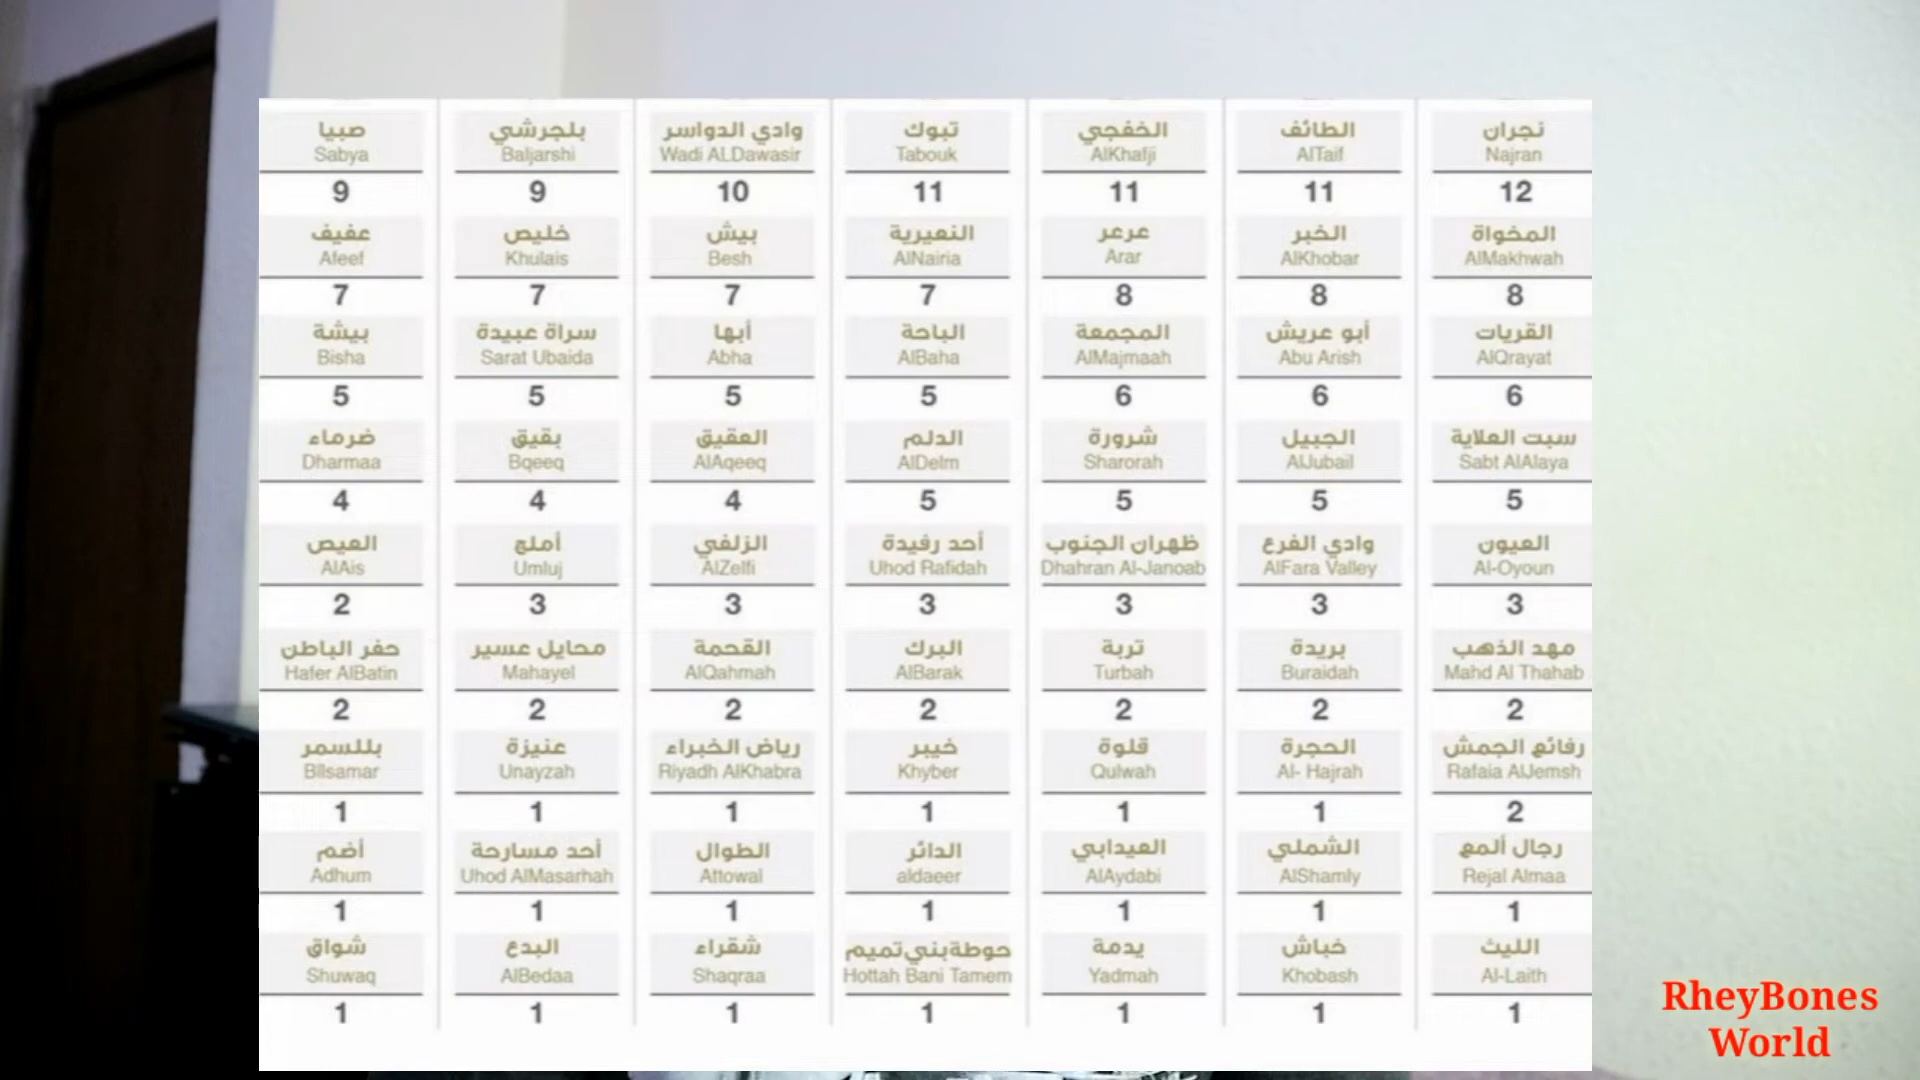 صبيا
Sabya
9
بلجرشي
Baljarshi
9
وادي الدواسر
Wadi ALDawasir
10
تبوك
Tabouk
11
الخفجي
AlKhafji
11
الطائف
AlTaif
11
نجران
Najran
12
عفيف
Afeef
7
خليص
Khulais
7
بيش
Besh
7
النعيرية
AlNairia
7
عرعر
Arar
8
الخبر
AlKhobar
8
المخواة
AlMakhwah
8
بيشة
Bisha
5
سراة عبيدة
Sarat Ubaida
5
أبها
Abha
5
الباحة
AlBaha
5
المجمعة
AlMajmaah
6
أبو عريش
Abu Arish
6
القريات
AlQrayat
6
ضرماء
Dharmaa
4
بقيق
Bqeeq
4
العقيق
AlAqeeq
4
الدلم
AlDelm
5
شرورة
Sharorah
5
الجبيل
AlJubail
5
سبت العلاية
Sabt AlAlaya
5
العيص
AlAis
2
أملج
Umluj
3
الزلفي
AlZelfi
3
أحد رفيدة
Uhod Rafidah
3
ظهران الجنوب
Dhahran Al-Janoab
3
وادي الفرع
AlFara Valley
3
العيون
Al-Oyoun
3
حفر الباطن
Hafer AlBatin
2
محايل عسير
Mahayel
2
القحمة
AlQahmah
2
البرك
AlBarak
2
تربة
Turbah
2
بريدة
Buraidah
2
مهد الذهب
Mahd Al Thahab
2
بللسمر
Bllsamar
1
عنيزة
Unayzah
1
رياض الخبراء
Riyadh AlKhabra
1
خيبر
Khyber
1
قلوة
Qulwah
1
الحجرة
Al- Hajrah
1
رفائع الجمش
Rafaia AlJemsh
2
أضم
Adhum
1
أحد مسارحة
Uhod AlMasarhah
1
الطوال
Attowal
1
الدائر
aldaeer
1
العيدابي
AlAydabi
1
الشملي
AlShamly
1
رجال ألمع
Rejal Almaa
1
شواق
Shuwaq
1
البدع
AlBedaa
1
شقراء
Shaqraa
1
حوطة بني تميم
Hottah Bani Tamem
1
يدمة
Yadmah
1
خباش
Khobash
1
الليث
Al-Laith
1
RheyBones
World